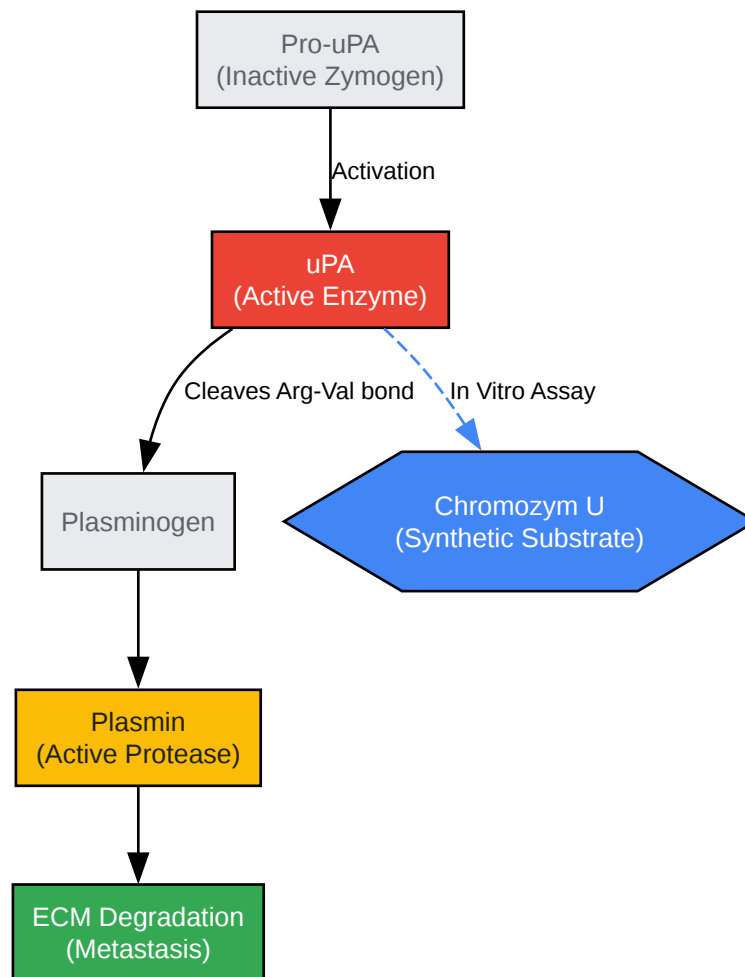 Pro-uPA
(Inactive Zymogen)
Activation
uPA
(Active Enzyme)
Cleaves Arg-Val bond
In Vitro Assay
Plasminogen
Chromozym U
(Synthetic Substrate)
Plasmin
(Active Protease)
ECM Degradation
(Metastasis)